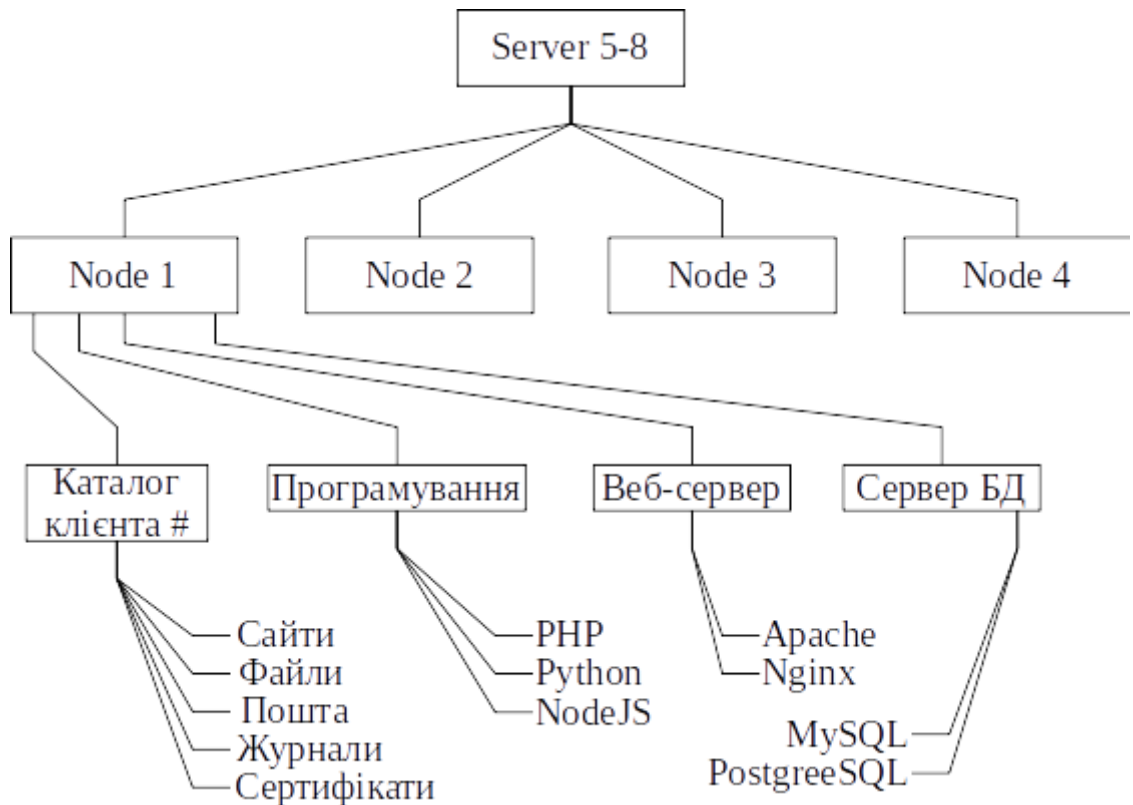 Server 5-8
Node 1
Node 2
Node 3
Node 4
Каталог
клієнта #
Програмування
Веб-сервер
Сервер БД
Сайти
Файли
Пошта
Журнали
Сертифікати
PHP
Python
NodeJS
Apache
Nginx
MySQL
PostgreeSQL